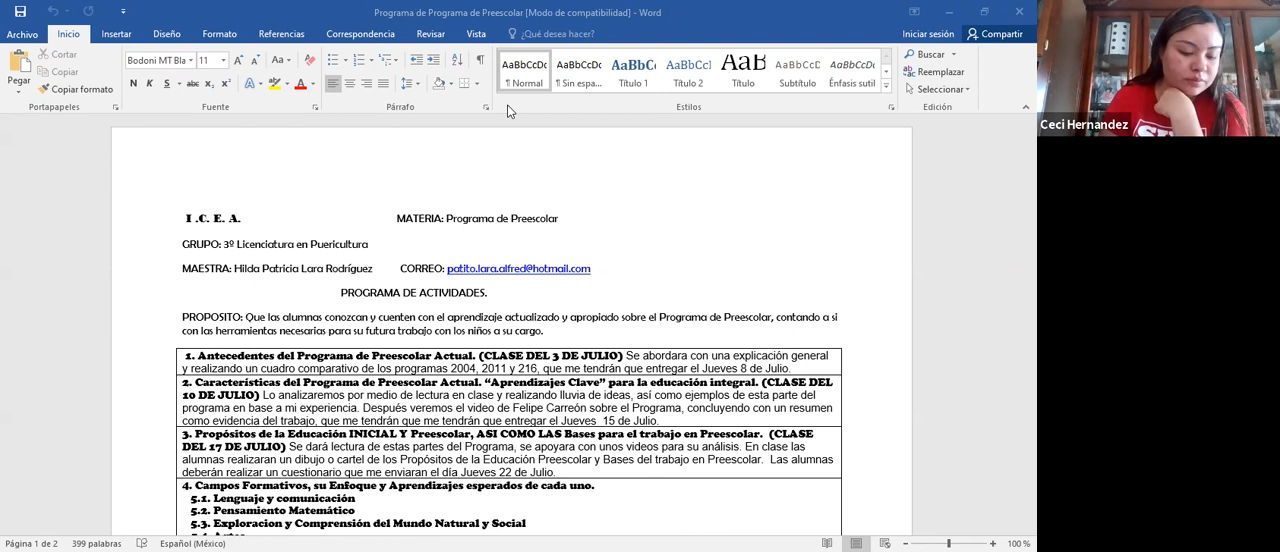 Programa de Programa de Preescolar [Modo de compatibilidad] - Word
Archivo Inicio Insertar Diseño Formato Referencias Correspondencia Revisar Vista ¿Qué desea hacer? Iniciar sesión Compartir
Pegar
Cortar
Copiar
Copiar formato
Portapapeles
Bodoni MT Bla 11
N K S abc
Fuente
Párrafo
AaBbCcDc AaBbCcDc AaBbC AaBbCcl AaB AaBbCcD AaBbCcDt
¶ Normal ¶ Sin espa... Título 1 Título 2 Título Subtítulo Énfasis sutil
Estilos
Buscar
Reemplazar
Seleccionar
Edición
Ceci Hernandez
I .C. E. A. MATERIA: Programa de Preescolar
GRUPO: 3º Licenciatura en Puericultura
MAESTRA: Hilda Patricia Lara Rodríguez CORREO: patito.lara.alfred@hotmail.com
PROGRAMA DE ACTIVIDADES.
PROPOSITO: Que las alumnas conozcan y cuenten con el aprendizaje actualizado y apropiado sobre el Programa de Preescolar, contando a si
con las herramientas necesarias para su futura trabajo con los niños a su cargo.
1. Antecedentes del Programa de Preescolar Actual. (CLASE DEL 3 DE JULIO) Se abordara con una explicación general
y realizando un cuadro comparativo de los programas 2004, 2011 y 216, que me tendrán que entregar el Jueves 8 de Julio.
2. Características del Programa de Preescolar Actual. “Aprendizajes Clave” para la educación integral. (CLASE DEL
10 DE JULIO) Lo analizaremos por medio de lectura en clase y realizando lluvia de ideas, así como ejemplos de esta parte del
programa en base a mi experiencia. Después veremos el video de Felipe Carreón sobre el Programa, concluyendo con un resumen
como evidencia del trabajo, que me tendrán que me tendrán que entregar el Jueves 15 de Julio.
3. Propósitos de la Educación INICIAL Y Preescolar, ASI COMO LAS Bases para el trabajo en Preescolar. (CLASE
DEL 17 DE JULIO) Se dará lectura de estas partes del Programa, se apoyara con unos videos para su análisis. En clase las
alumnas realizaran un dibujo o cartel de los Propósitos de la Educación Preescolar y Bases del trabajo en Preescolar. Las alumnas
deberán realizar un cuestionario que me enviaran el día Jueves 22 de Julio.
4. Campos Formativos, su Enfoque y Aprendizajes esperados de cada uno.
5.1. Lenguaje y comunicación
5.2. Pensamiento Matemático
5.3. Exploracion y Comprensión del Mundo Natural y Social
5.4. Artes
Página 1 de 2 399 palabras Español (México) 100 %